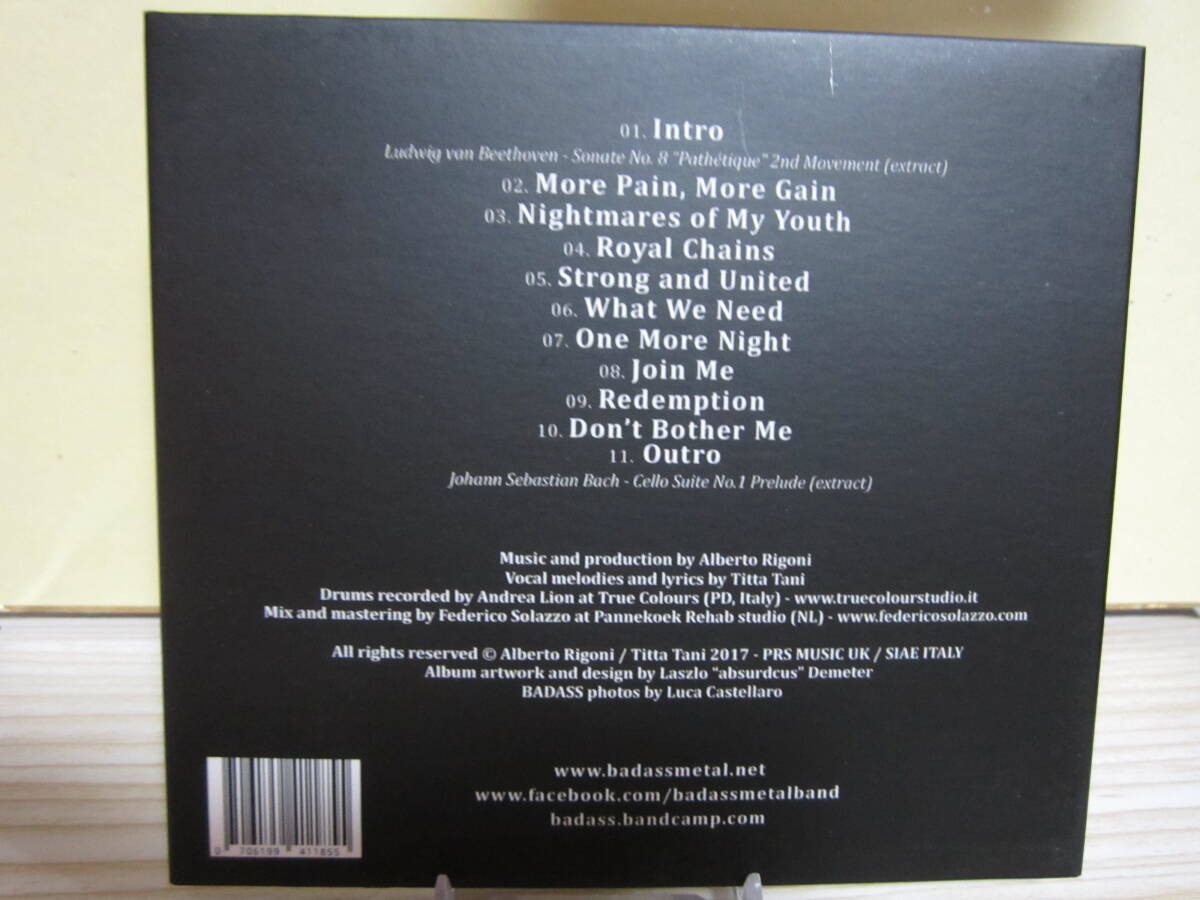 01. Intro
Ludwig van Beethoven - Sonate No. 8 "Pathétique" 2nd Movement (extract)
02. More Pain, More Gain
03. Nightmares of My Youth
04. Royal Chains
05. Strong and United
06. What We Need
07. One More Night
08. Join Me
09. Redemption
10. Don't Bother Me
11. Outro
Johann Sebastian Bach - Cello Suite No.1 Prelude (extract)
Music and production by Alberto Rigoni
Vocal melodies and lyrics by Titta Tani
Drums recorded by Andrea Lion at True Colours (PD, Italy) - www.truecolourstudio.it
Mix and mastering by Federico Solazzo at Pannekoek Rehab studio (NL) - www.federicosolazzo.com
All rights reserved © Alberto Rigoni / Titta Tani 2017 - PRS MUSIC UK / SIAE ITALY
Album artwork and design by Laszlo "absurdcus" Demeter
BADASS photos by Luca Castellaro
www.badassmetal.net
www.facebook.com/badassmetalband
badass.bandcamp.com
0 706199 411855